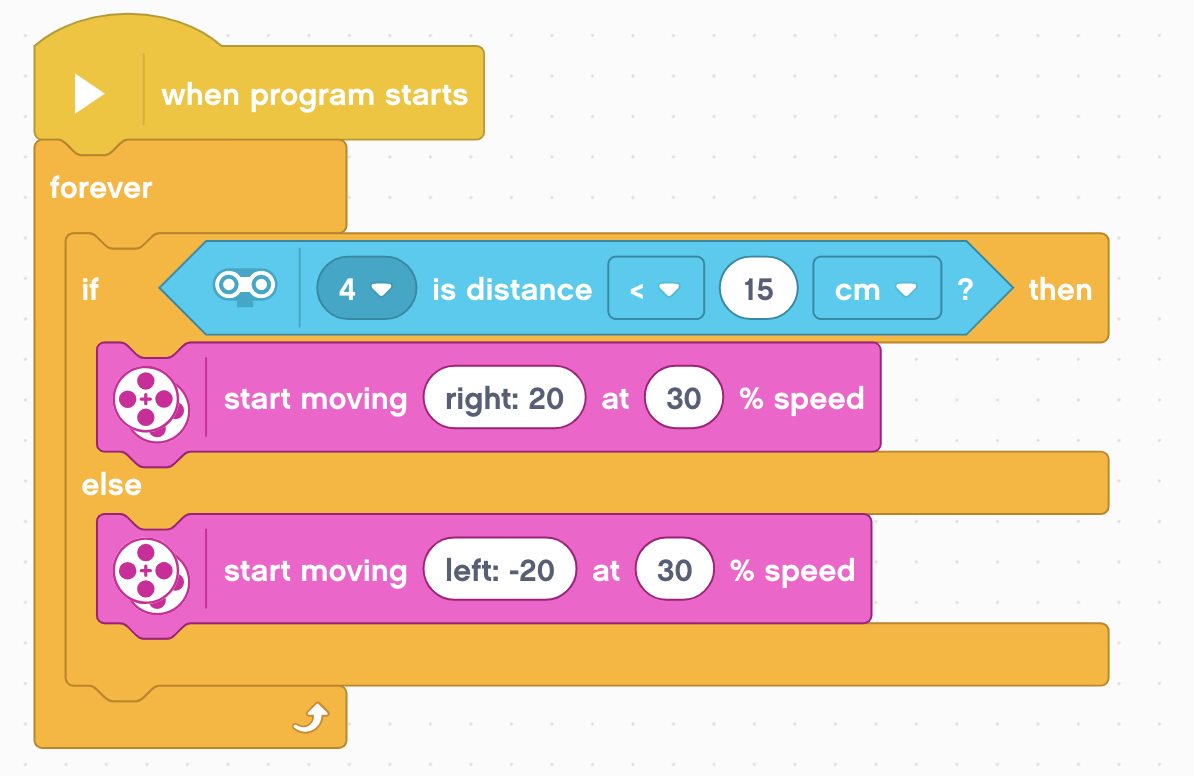 when program starts
forever
if 4 is distance < 15 cm ? then
start moving right: 20 at 30 % speed
else
start moving left: -20 at 30 % speed